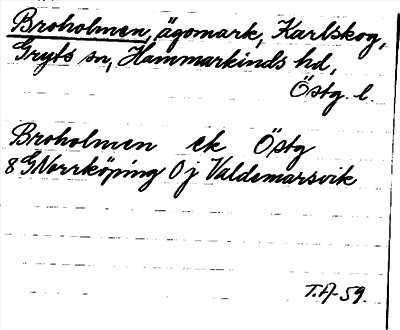 Broholmen, ägomark, Karlskog,
Gryts sn, Hammarkinds hd,
Östg. l.
Broholmen ek Östg
8 G Norrköping 0 j Valdemarsvik
T.A-59.